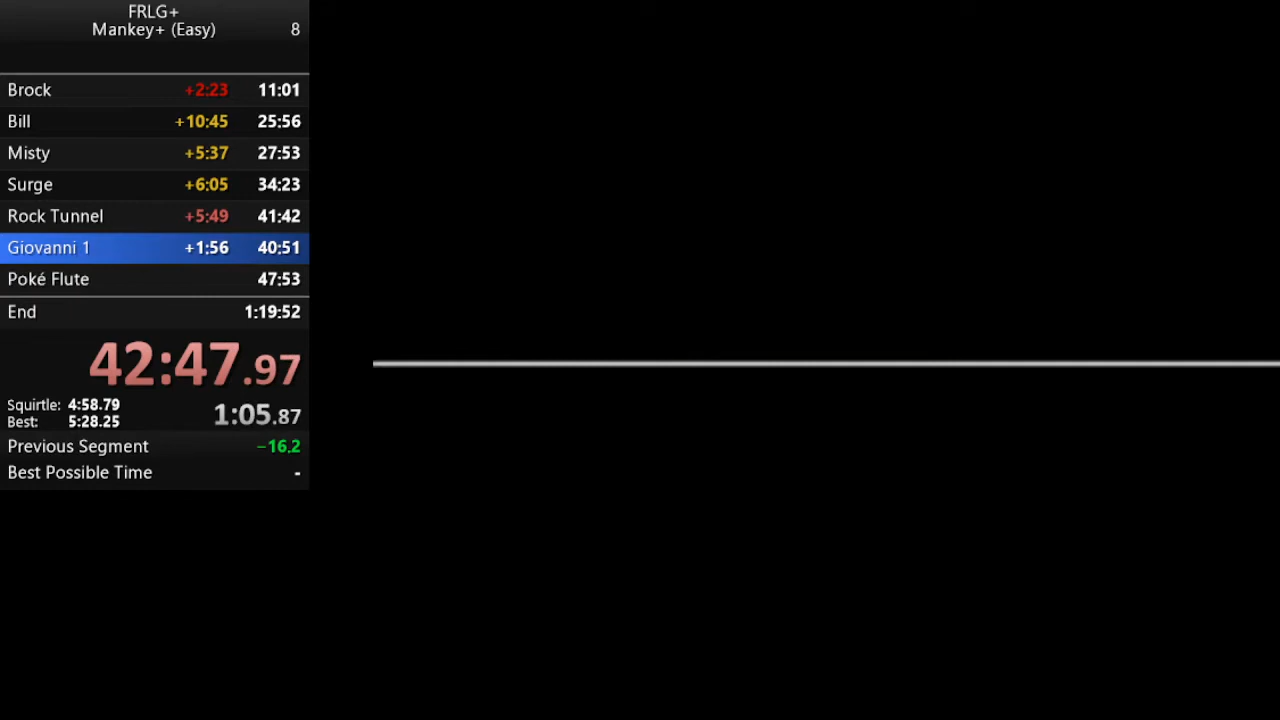 FRLG+
Mankey+ (Easy) 8
Brock +2:23 11:01
Bill +10:45 25:56
Misty +5:37 27:53
Surge +6:05 34:23
Rock Tunnel +5:49 41:42
Giovanni 1 +1:56 40:51
Poké Flute 47:53
End 1:19:52
42:47.97
Squirtle: 4:58.79
Best: 5:28.25
1:05.87
Previous Segment −16.2
Best Possible Time -